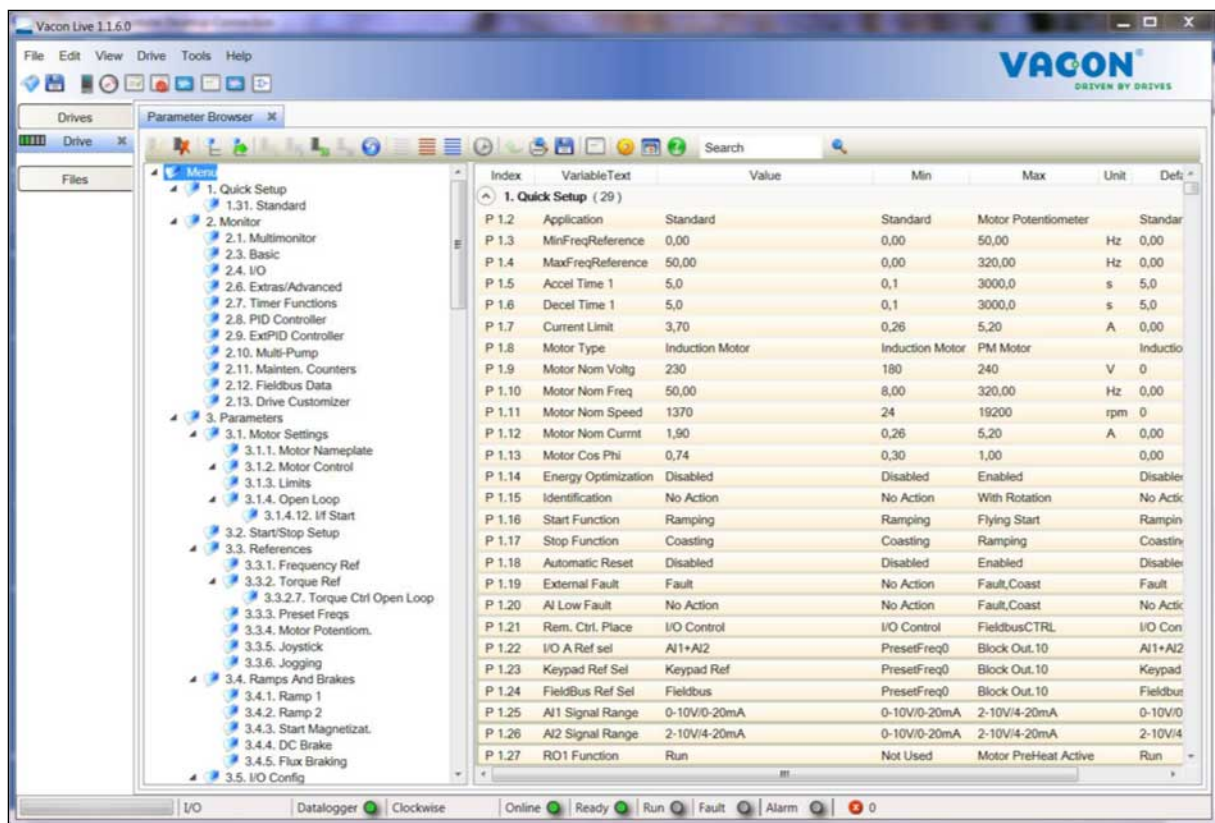 Vacon Live 1.1.6.0
File Edit View Drive Tools Help
VACON®
DRIVEN BY DRIVES
Drives
Drive
Files
Parameter Browser
Search
Menu
1. Quick Setup
1.31. Standard
2. Monitor
2.1. Multimonitor
2.3. Basic
2.4. I/O
2.6. Extras/Advanced
2.7. Timer Functions
2.8. PID Controller
2.9. ExtPID Controller
2.10. Multi-Pump
2.11. Mainten. Counters
2.12. Fieldbus Data
2.13. Drive Customizer
3. Parameters
3.1. Motor Settings
3.1.1. Motor Nameplate
3.1.2. Motor Control
3.1.3. Limits
3.1.4. Open Loop
3.1.4.12. I/f Start
3.2. Start/Stop Setup
3.3. References
3.3.1. Frequency Ref
3.3.2. Torque Ref
3.3.2.7. Torque Ctrl Open Loop
3.3.3. Preset Freqs
3.3.4. Motor Potentiom.
3.3.5. Joystick
3.3.6. Jogging
3.4. Ramps And Brakes
3.4.1. Ramp 1
3.4.2. Ramp 2
3.4.3. Start Magnetizat.
3.4.4. DC Brake
3.4.5. Flux Braking
3.5. I/O Config
Index VariableText Value Min Max Unit Defa
1. Quick Setup (29)
P 1.2 Application Standard Standard Motor Potentiometer Standar
P 1.3 MinFreqReference 0,00 0,00 50,00 Hz 0,00
P 1.4 MaxFreqReference 50,00 0,00 320,00 Hz 0,00
P 1.5 Accel Time 1 5,0 0,1 3000,0 s 5,0
P 1.6 Decel Time 1 5,0 0,1 3000,0 s 5,0
P 1.7 Current Limit 3,70 0,26 5,20 A 0,00
P 1.8 Motor Type Induction Motor Induction Motor PM Motor Inductio
P 1.9 Motor Nom Voltg 230 180 240 V 0
P 1.10 Motor Nom Freq 50,00 8,00 320,00 Hz 0,00
P 1.11 Motor Nom Speed 1370 24 19200 rpm 0
P 1.12 Motor Nom Currnt 1,90 0,26 5,20 A 0,00
P 1.13 Motor Cos Phi 0,74 0,30 1,00 0,00
P 1.14 Energy Optimization Disabled Disabled Enabled Disable
P 1.15 Identification No Action No Action With Rotation No Actic
P 1.16 Start Function Ramping Ramping Flying Start Rampin
P 1.17 Stop Function Coasting Coasting Ramping Coastin
P 1.18 Automatic Reset Disabled Disabled Enabled Disable
P 1.19 External Fault Fault No Action Fault,Coast Fault
P 1.20 AI Low Fault No Action No Action Fault,Coast No Actic
P 1.21 Rem. Ctrl. Place I/O Control I/O Control FieldbusCTRL I/O Con
P 1.22 I/O A Ref sel AI1+AI2 PresetFreq0 Block Out.10 AI1+AI2
P 1.23 Keypad Ref Sel Keypad Ref PresetFreq0 Block Out.10 Keypad
P 1.24 FieldBus Ref Sel Fieldbus PresetFreq0 Block Out.10 Fieldbus
P 1.25 AI1 Signal Range 0-10V/0-20mA 0-10V/0-20mA 2-10V/4-20mA 0-10V/0
P 1.26 AI2 Signal Range 2-10V/4-20mA 0-10V/0-20mA 2-10V/4-20mA 2-10V/4
P 1.27 RO1 Function Run Not Used Motor PreHeat Active Run
I/O Datalogger Clockwise Online Ready Run Fault Alarm 0